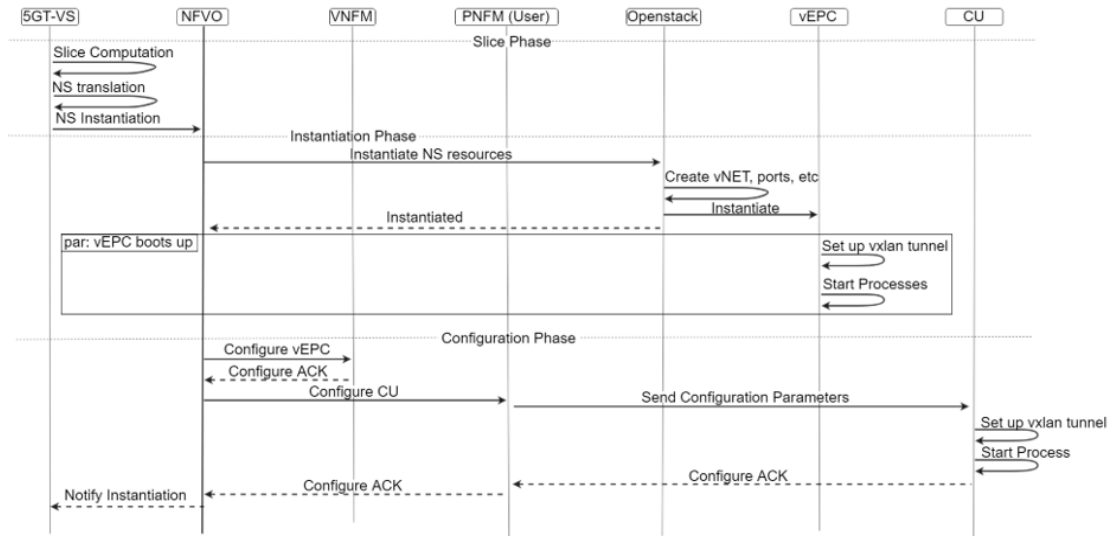 5GT-VS NFVO VNFM PNFM (User) Openstack vEPC CU
Slice Phase
Slice Computation
NS translation
NS Instantiation
Instantiation Phase
Instantiate NS resources
Create vNET, ports, etc
Instantiate
Instantiated
par: vEPC boots up
Set up vxlan tunnel
Start Processes
Configuration Phase
Configure vEPC
Configure ACK
Configure CU
Send Configuration Parameters
Set up vxlan tunnel
Start Process
Configure ACK
Configure ACK
Notify Instantiation